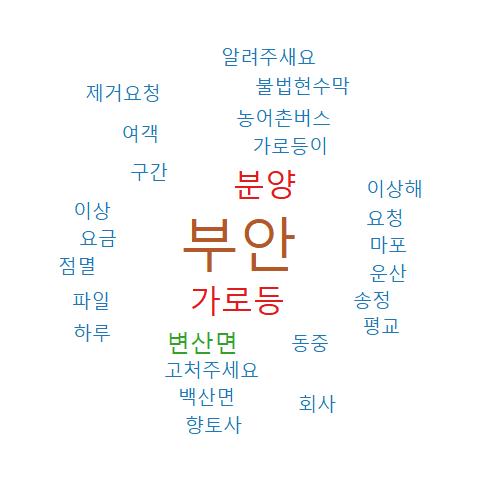 알려주새요
불법현수막
제거요청
농어촌버스
여객
가로등이
구간
분양
이상해
이상
요청
부안
요금
마포
점멸
운산
파일
가로등
송정
하루
변산면
동중
평교
고처주세요
백산면
회사
향토사